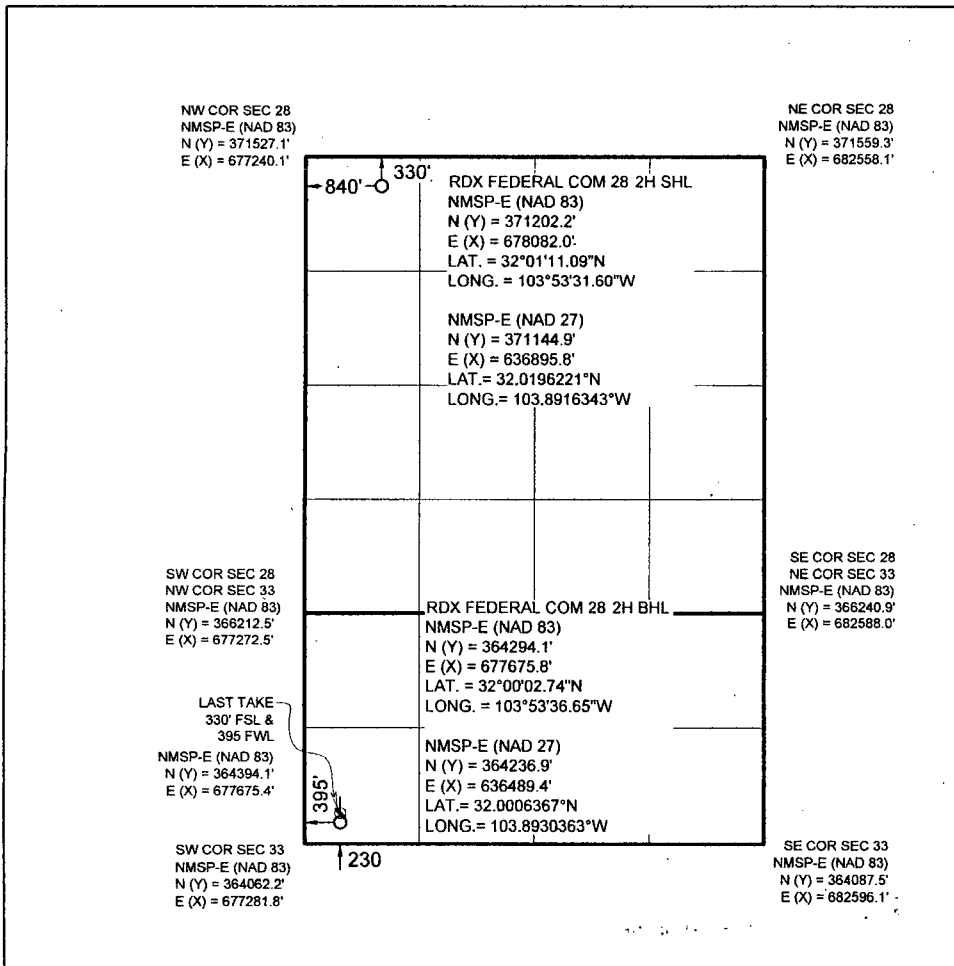 NW COR SEC 28
NMSP-E (NAD 83)
N (Y) = 371527.1'
E (X) = 677240.1'
NE COR SEC 28
NMSP-E (NAD 83)
N (Y) = 371559.3'
E (X) = 682558.1'
840'
330'
RDX FEDERAL COM 28 2H SHL
NMSP-E (NAD 83)
N (Y) = 371202.2'
E (X) = 678082.0'
LAT. = 32°01'11.09"N
LONG. = 103°53'31.60"W
NMSP-E (NAD 27)
N (Y) = 371144.9'
E (X) = 636895.8'
LAT.= 32.0196221°N
LONG.= 103.8916343°W
SW COR SEC 28
NW COR SEC 33
NMSP-E (NAD 83)
N (Y) = 366212.5'
E (X) = 677272.5'
SE COR SEC 28
NE COR SEC 33
NMSP-E (NAD 83)
N (Y) = 366240.9'
E (X) = 682588.0'
RDX FEDERAL COM 28 2H BHL
NMSP-E (NAD 83)
N (Y) = 364294.1'
E (X) = 677675.8'
LAT. = 32°00'02.74"N
LONG. = 103°53'36.65"W
LAST TAKE
330' FSL &
395 FWL
NMSP-E (NAD 83)
N (Y) = 364394.1'
E (X) = 677675.4'
NMSP-E (NAD 27)
N (Y) = 364236.9'
E (X) = 636489.4'
LAT.= 32.0006367°N
LONG.= 103.8930363°W
395'
230
SW COR SEC 33
NMSP-E (NAD 83)
N (Y) = 364062.2'
E (X) = 677281.8'
SE COR SEC 33
NMSP-E (NAD 83)
N (Y) = 364087.5'
E (X) = 682596.1'